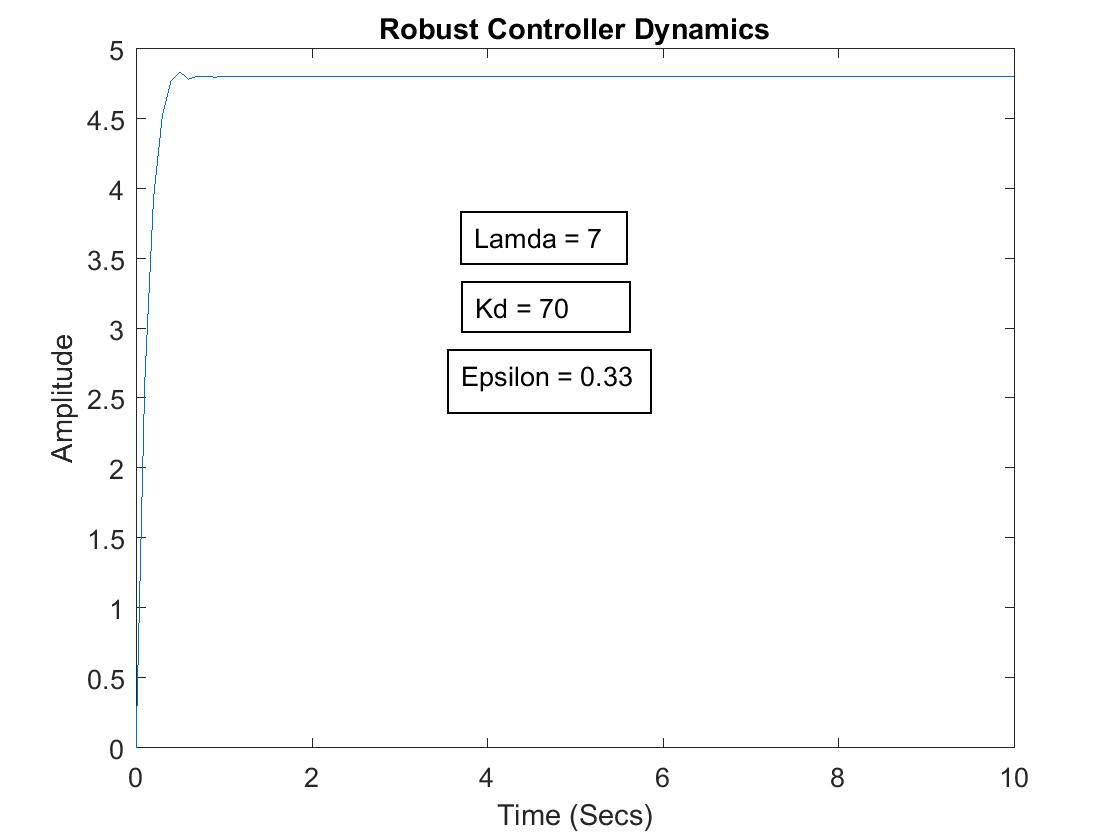 Robust Controller Dynamics
5
4.5
4
3.5
3
2.5
2
1.5
1
0.5
0
Amplitude
Lamda = 7
Kd = 70
Epsilon = 0.33
0 2 4 6 8 10
Time (Secs)